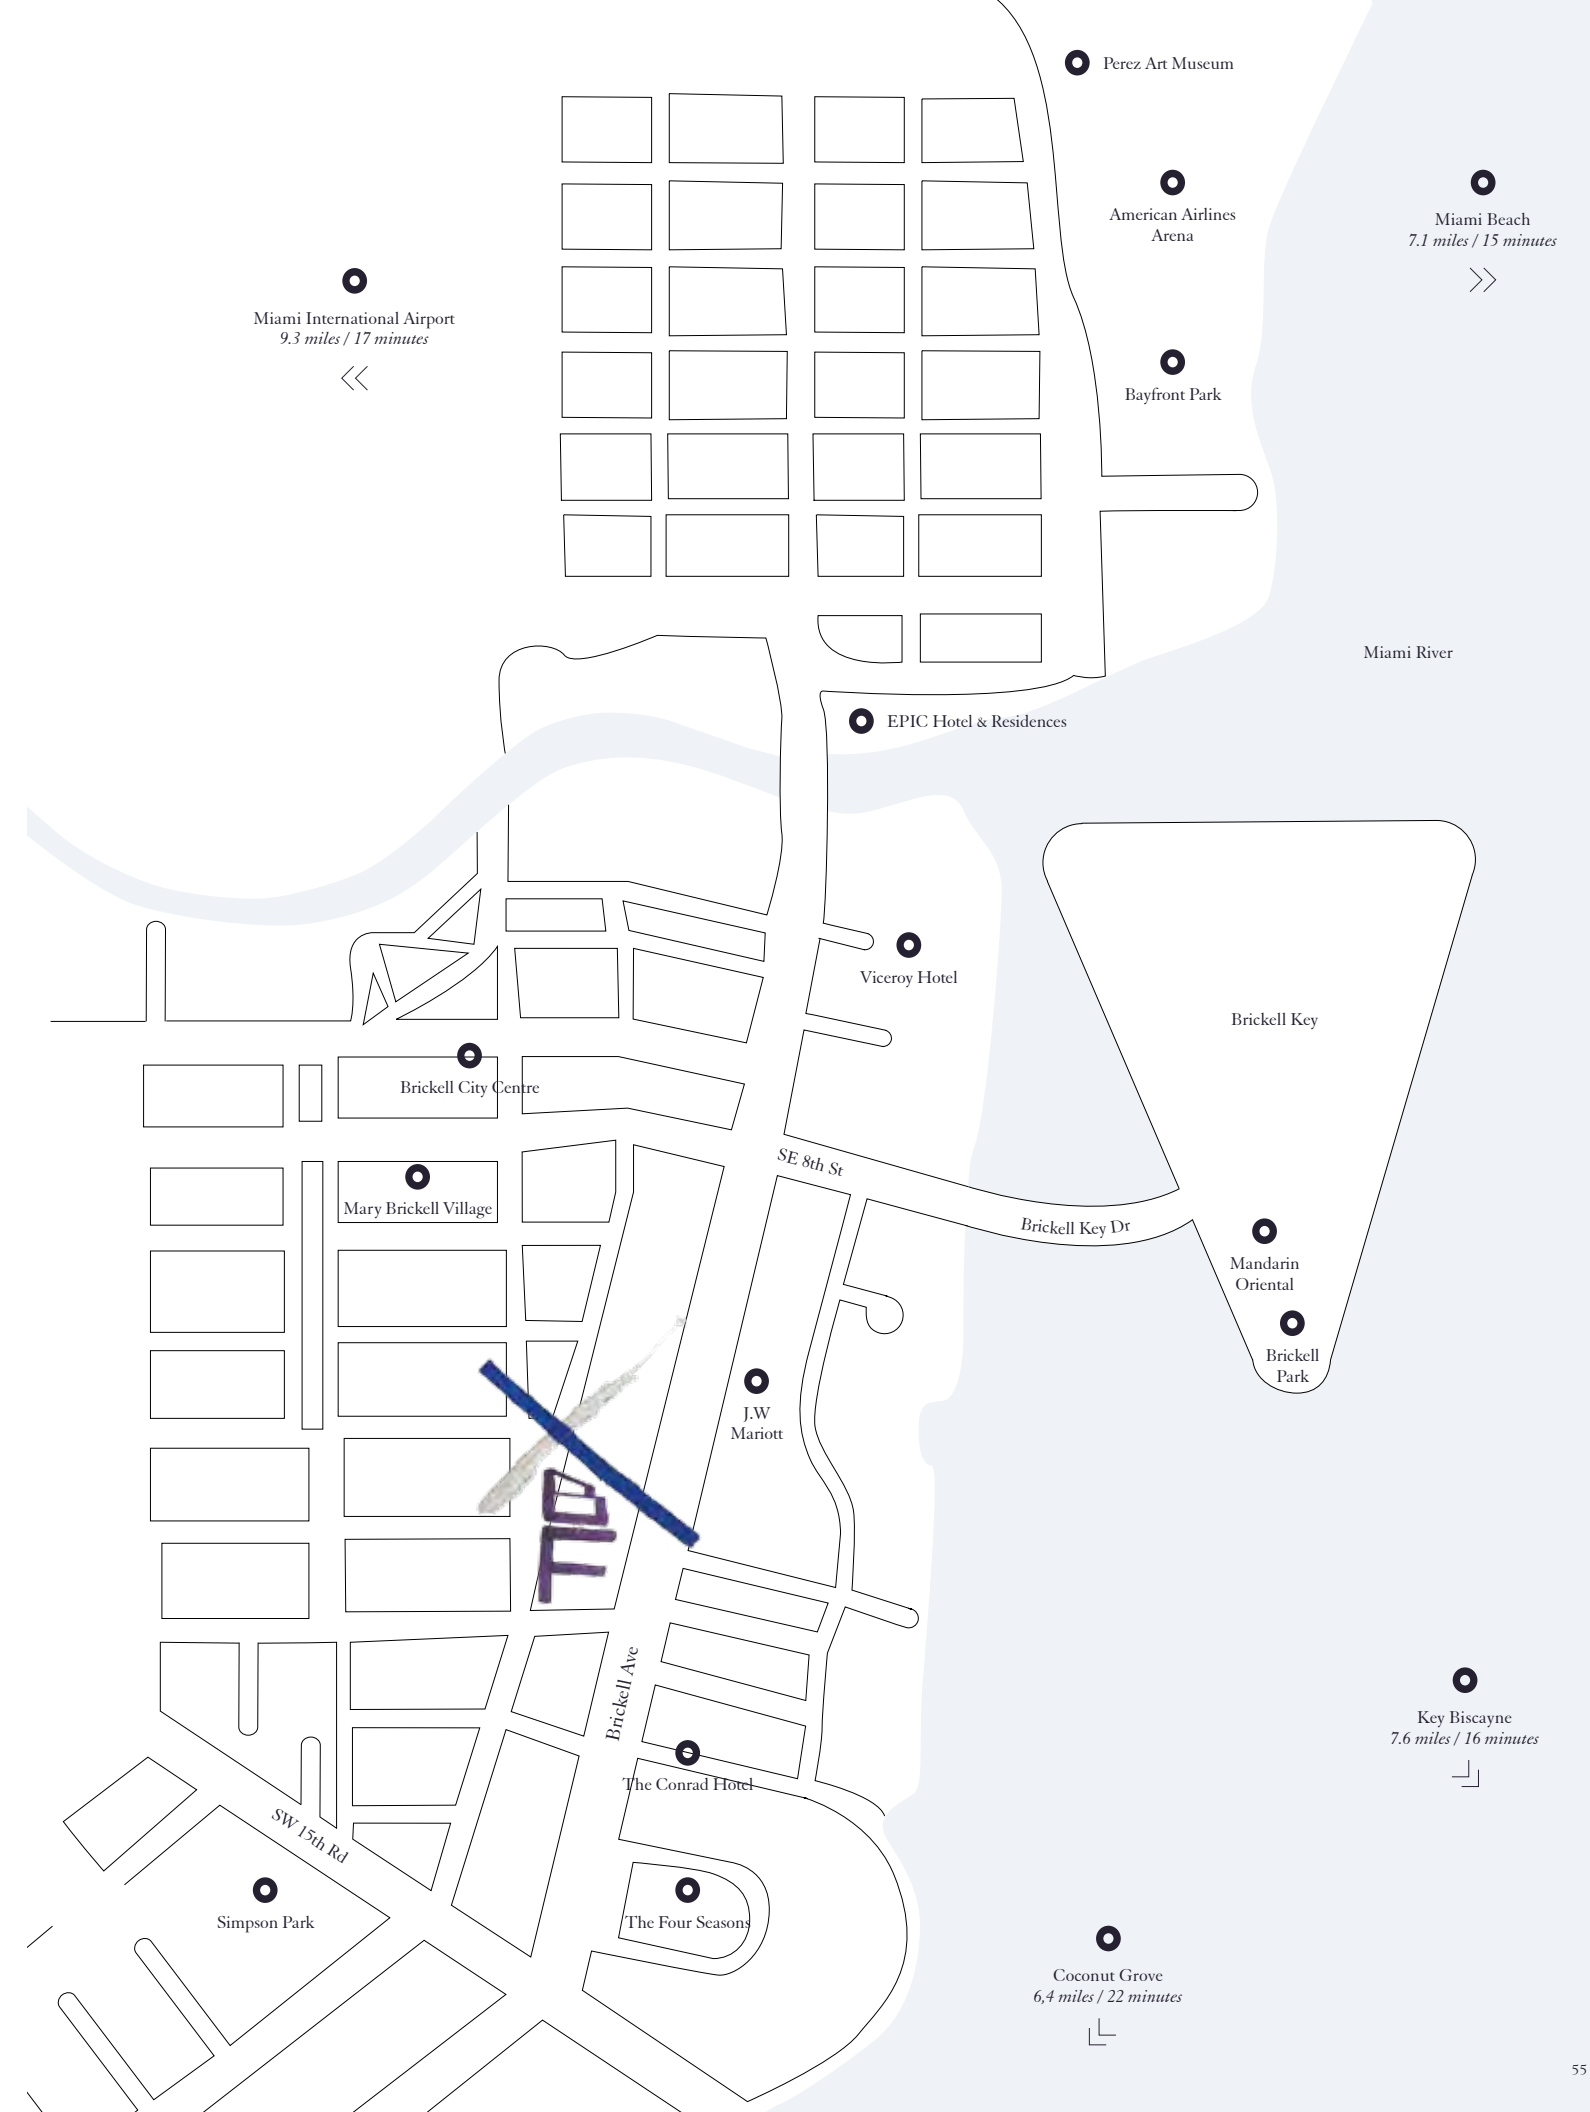 Perez Art Museum
American Airlines
Arena
Miami Beach
7.1 miles / 15 minutes
Miami International Airport
9.3 miles / 17 minutes
Bayfront Park
Miami River
EPIC Hotel & Residences
Viceroy Hotel
Brickell Key
Brickell City Centre
SE 8th St
Mary Brickell Village
Brickell Key Dr
Mandarin
Oriental
Brickell
Park
J.W
Mariott
Brickell Ave
Key Biscayne
7.6 miles / 16 minutes
The Conrad Hotel
SW 15th Rd
Simpson Park
The Four Seasons
Coconut Grove
6,4 miles / 22 minutes
55